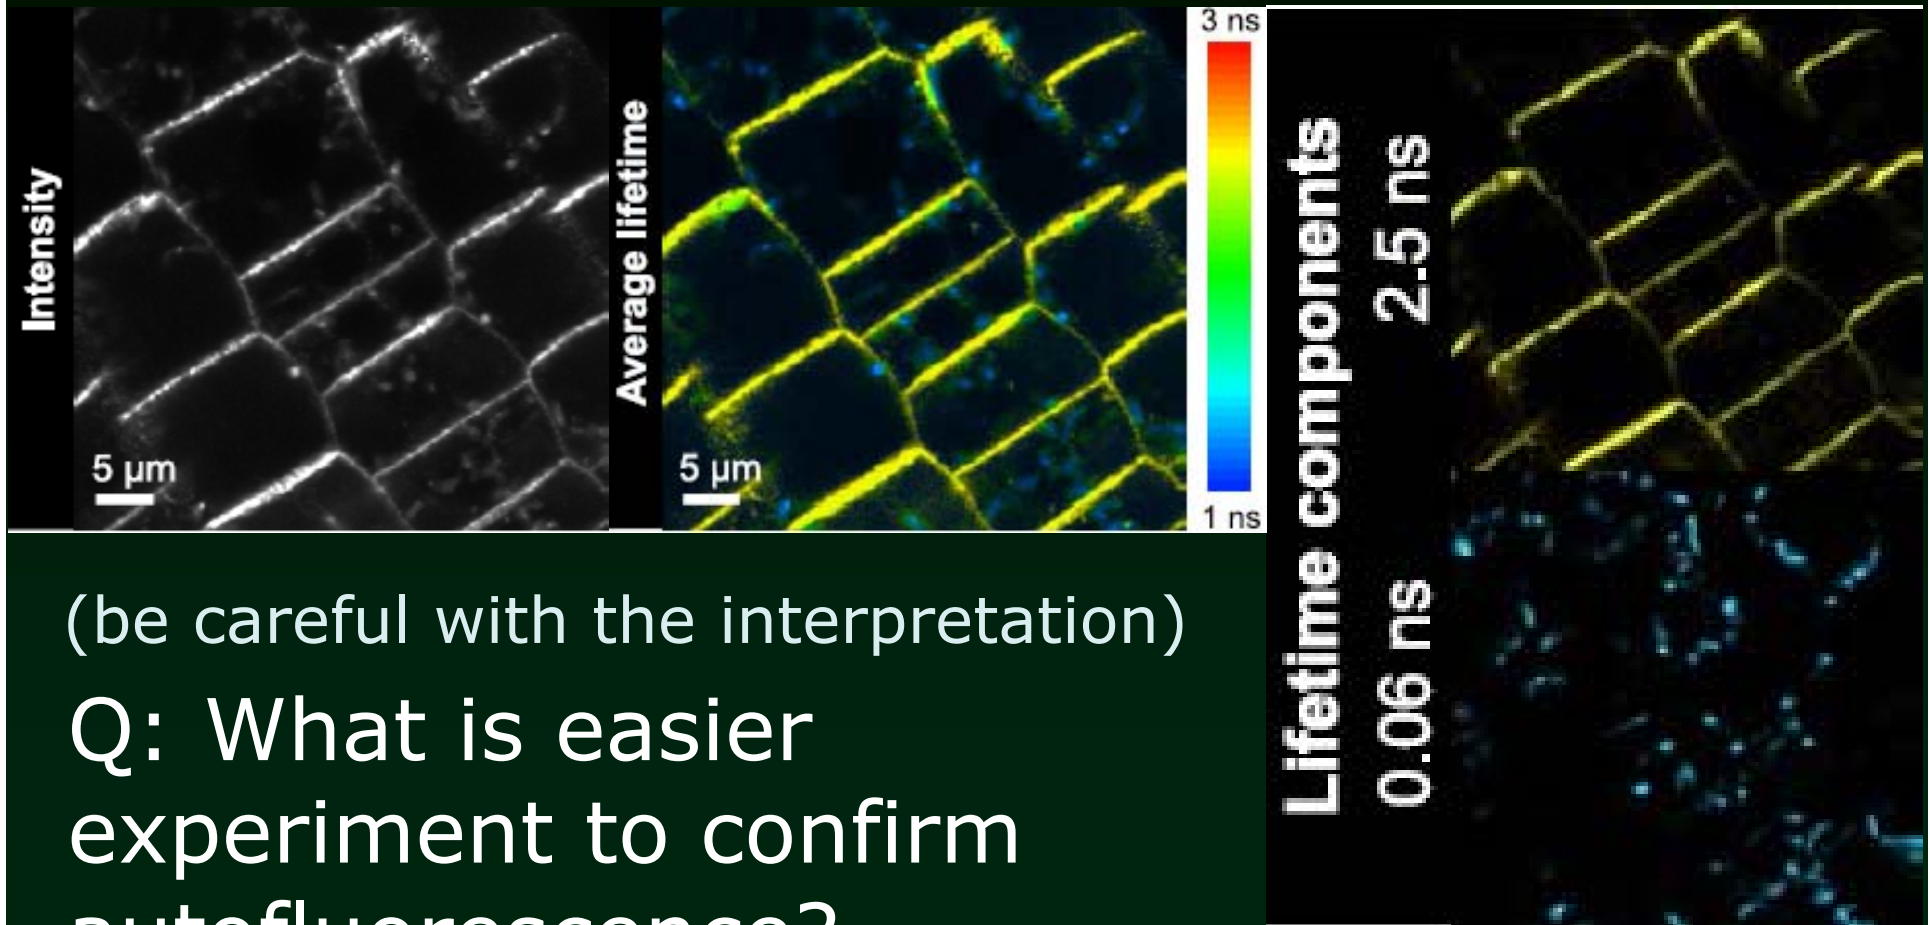 Intensity
5 µm
Average lifetime
5 µm
3 ns
1 ns
Lifetime components
2.5 ns
0.06 ns
(be careful with the interpretation)
Q: What is easier
experiment to confirm
autofluorescence?